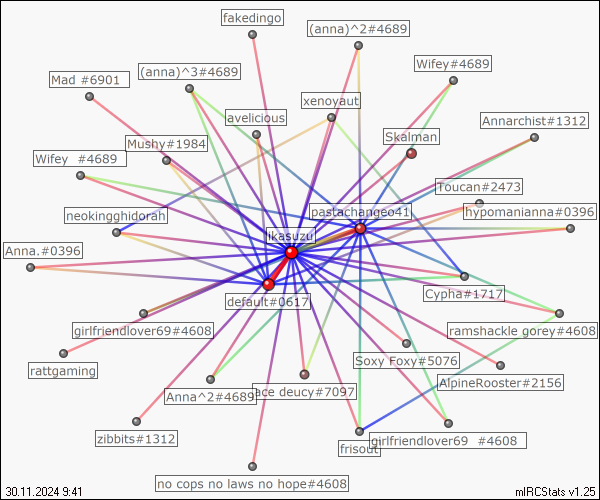 fakedingo
(anna)^2#4689
Wifey#4689
Mad #6901
(anna)^3#4689
xenoyaut
avelicious
Annarchist#1312
Skalman
Mushy#1984
Wifey  #4689
Toucan#2473
neokingghidorah
pastachangeo41
hypomanianna#0396
likasuzu
Anna.#0396
default#0617
Cypha#1717
girlfriendlover69#4608
ramshackle gorey#4608
rattgaming
Soxy Foxy#5076
AlpineRooster#2156
Anna^2#4689
ace deucy#7097
zibbits#1312
frisout
girlfriendlover69  #4608
no cops no laws no hope#4608
30.11.2024 9:41
mIRCStats v1.25